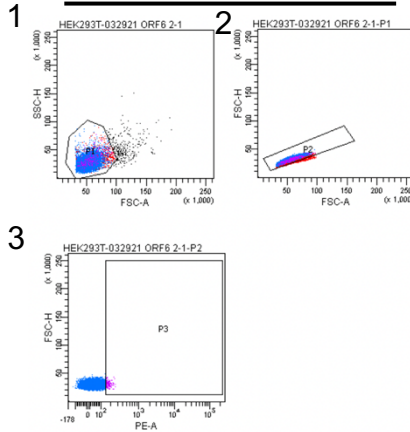 1
HEK293T-032921 ORF6 2-1
(x 1,000)
SSC-H
250
200
150
100
50
P1
50 100 150 200 250
FSC-A
(x 1,000)
2
HEK293T-032921 ORF6 2-1-P1
(x 1,000)
FSC-H
250
200
150
100
50
P2
50 100 150 200 250
FSC-A
(x 1,000)
3
HEK293T-032921 ORF6 2-1-P2
(x 1,000)
FSC-H
250
200
150
100
50
P3
-178 0 10² 10³ 10⁴ 10⁵
PE-A